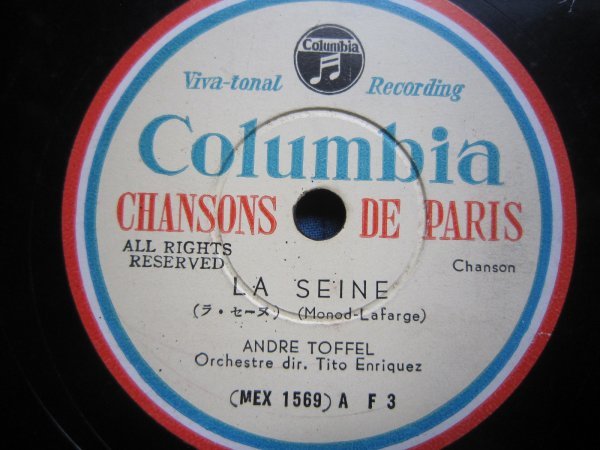 Columbia
Viva-tonal Recording
Columbia
CHANSONS DE PARIS
ALL RIGHTS
RESERVED
Chanson
LA SEINE
(ラ・セーヌ) (Monod-Lafarge)
ANDRE TOFFEL
Orchestre dir. Tito Enriquez
(MEX 1569) A F 3